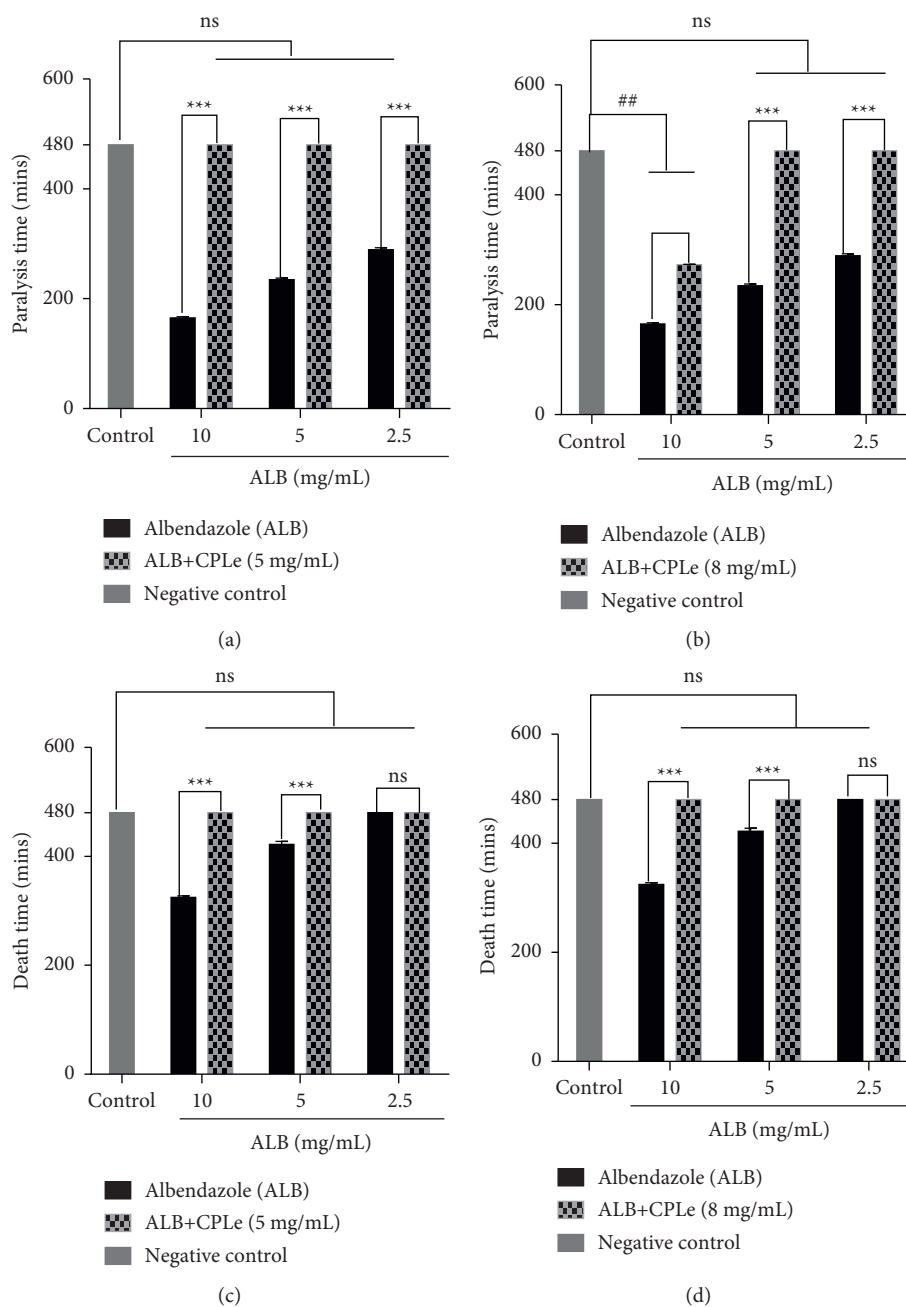 ns
600
***
***
***
480
400
200
0
Paralysis time (mins)
Control
10
5
2.5
ALB (mg/mL)
Albendazole (ALB)
ALB+CPLe (5 mg/mL)
Negative control
(a)
ns
600
##
***
***
480
400
200
0
Paralysis time (mins)
Control
10
5
2.5
ALB (mg/mL)
Albendazole (ALB)
ALB+CPLe (8 mg/mL)
Negative control
(b)
ns
600
***
***
ns
480
400
200
0
Death time (mins)
Control
10
5
2.5
ALB (mg/mL)
Albendazole (ALB)
ALB+CPLe (5 mg/mL)
Negative control
(c)
ns
600
***
***
ns
480
400
200
0
Death time (mins)
Control
10
5
2.5
ALB (mg/mL)
Albendazole (ALB)
ALB+CPLe (8 mg/mL)
Negative control
(d)